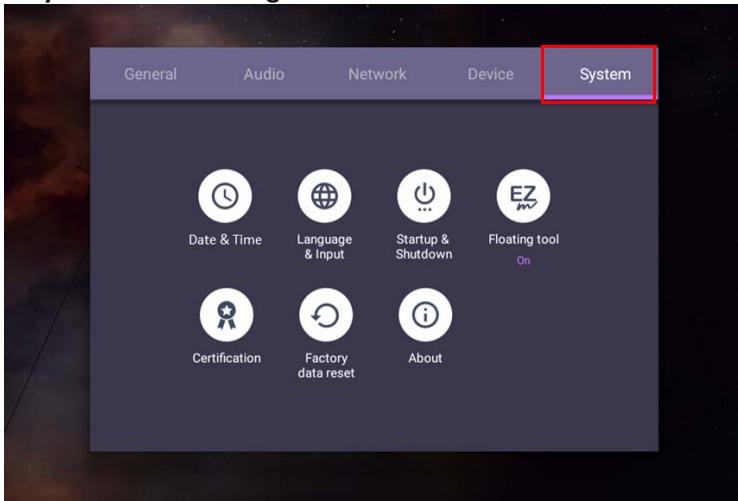 General Audio Network Device System
EZ
Date & Time Language & Input Startup & Shutdown Floating tool
On
Certification Factory data reset About